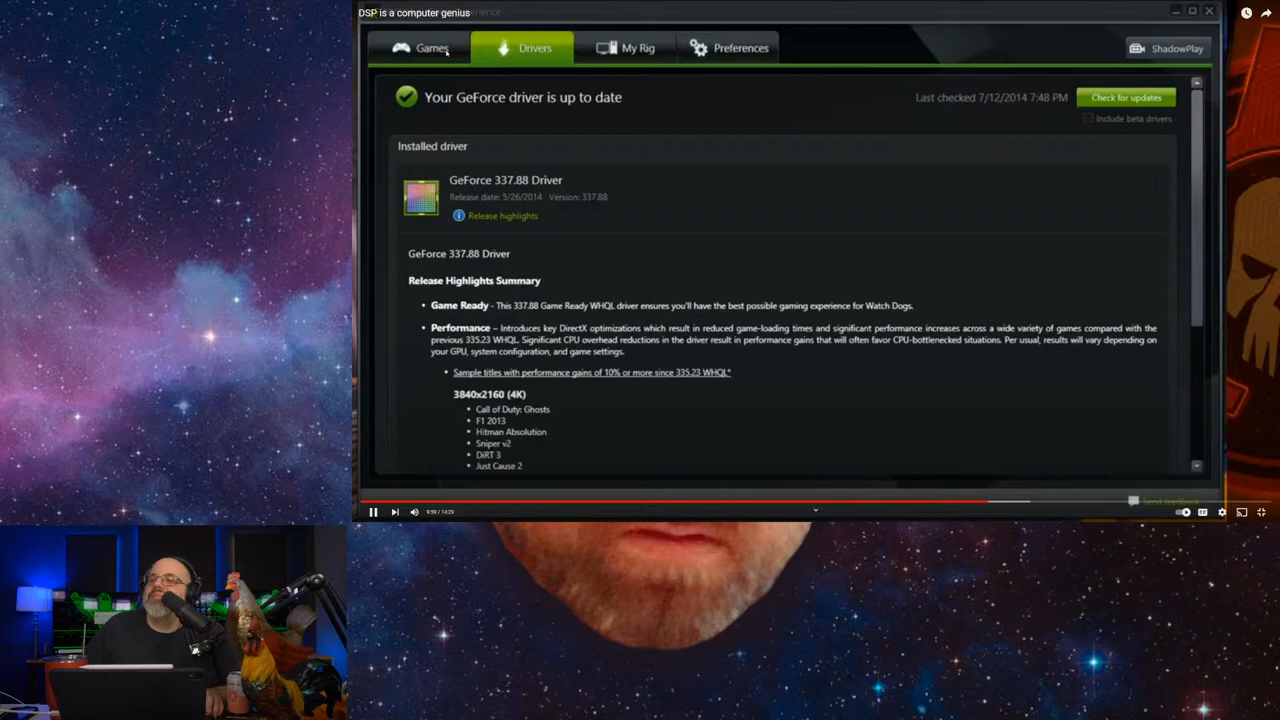 DSP is a computer genius
Games
Drivers
My Rig
Preferences
ShadowPlay
Your GeForce driver is up to date
Last checked 7/12/2014 7:48 PM
Check for updates
Include beta drivers
Installed driver
GeForce 337.88 Driver
Release date: 5/26/2014 Version: 337.88
Release highlights
GeForce 337.88 Driver
Release Highlights Summary
• Game Ready - This 337.88 Game Ready WHQL driver ensures you'll have the best possible gaming experience for Watch Dogs.
• Performance – Introduces key DirectX optimizations which result in reduced game-loading times and significant performance increases across a wide variety of games compared with the
previous 335.23 WHQL. Significant CPU overhead reductions in the driver result in performance gains that will often favor CPU-bottlenecked situations. Per usual, results will vary depending on
your GPU, system configuration, and game settings.
• Sample titles with performance gains of 10% or more since 335.23 WHQL*
3840x2160 (4K)
• Call of Duty: Ghosts
• F1 2013
• Hitman Absolution
• Sniper v2
• DiRT 3
• Just Cause 2
Send feedback
9:59 / 14:29